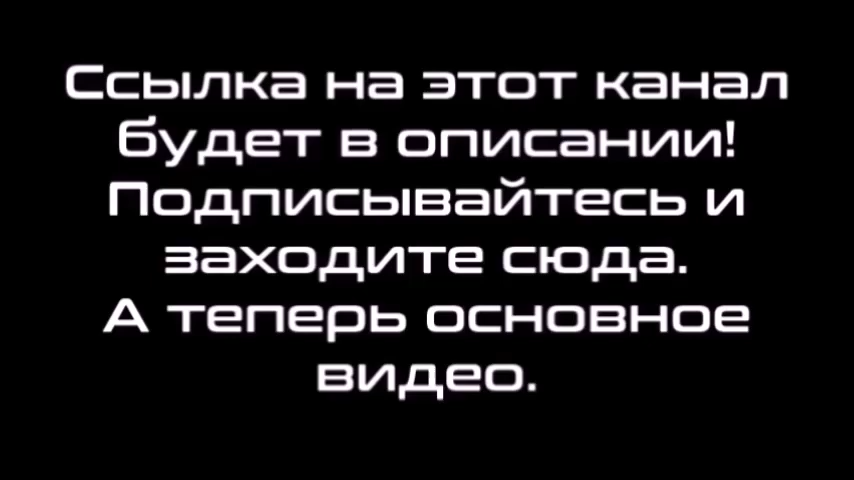 Ссылка на этот канал
будет в описании!
Подписывайтесь и
заходите сюда.
А теперь основное
видео.